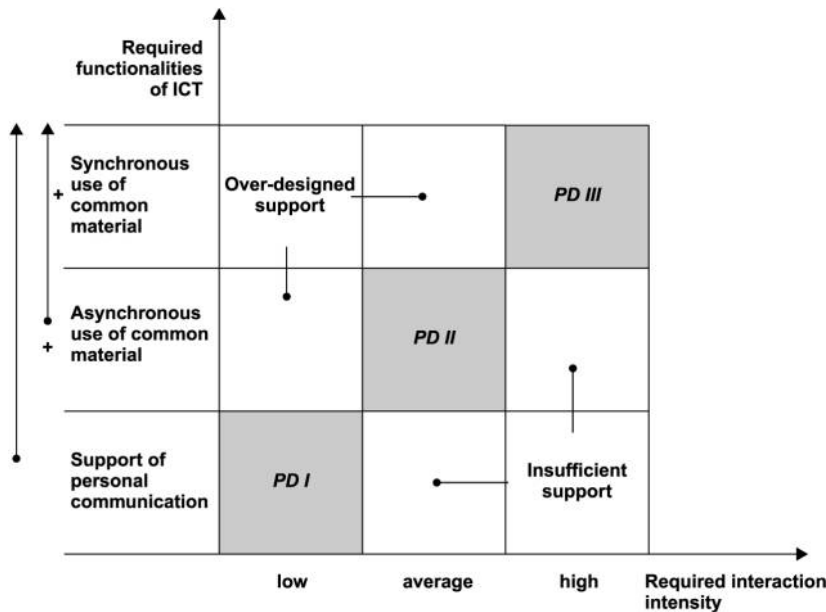 Required
functionalities
of ICT
Synchronous
use of
common
material
+
Over-designed
support
PD III
Asynchronous
use of common
material
+
PD II
Support of
personal
communication
PD I
Insufficient
support
low
average
high
Required interaction
intensity